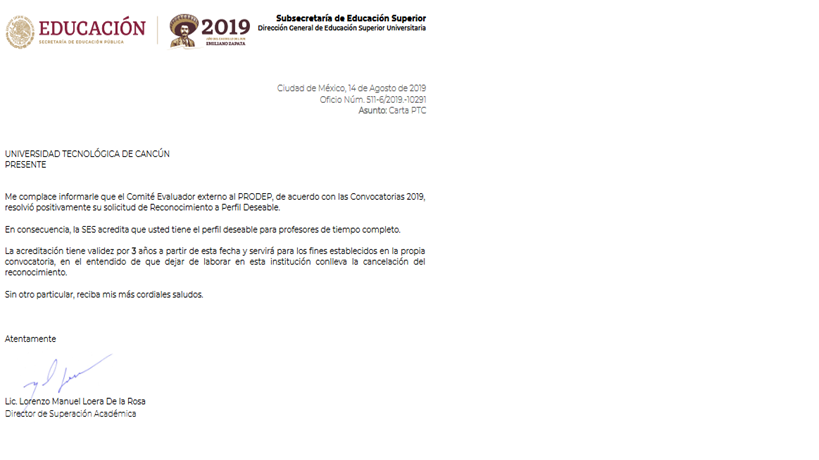 EDUCACIÓN
SECRETARÍA DE EDUCACIÓN PÚBLICA
2019
EMILIANO ZAPATA
Subsecretaría de Educación Superior
Dirección General de Educación Superior Universitaria
Ciudad de México, 14 de Agosto de 2019
Oficio Núm. 511-6/2019.-10291
Asunto: Carta PTC
UNIVERSIDAD TECNOLÓGICA DE CANCÚN
PRESENTE
Me complace informarle que el Comité Evaluador externo al PRODEP, de acuerdo con las Convocatorias 2019,
resolvió positivamente su solicitud de Reconocimiento a Perfil Deseable.
En consecuencia, la SES acredita que usted tiene el perfil deseable para profesores de tiempo completo.
La acreditación tiene validez por 3 años a partir de esta fecha y servirá para los fines establecidos en la propia
convocatoria, en el entendido de que dejar de laborar en esta institución conlleva la cancelación del
reconocimiento.
Sin otro particular, reciba mis más cordiales saludos.
Atentamente
Lic. Lorenzo Manuel Loera De la Rosa
Director de Superación Académica